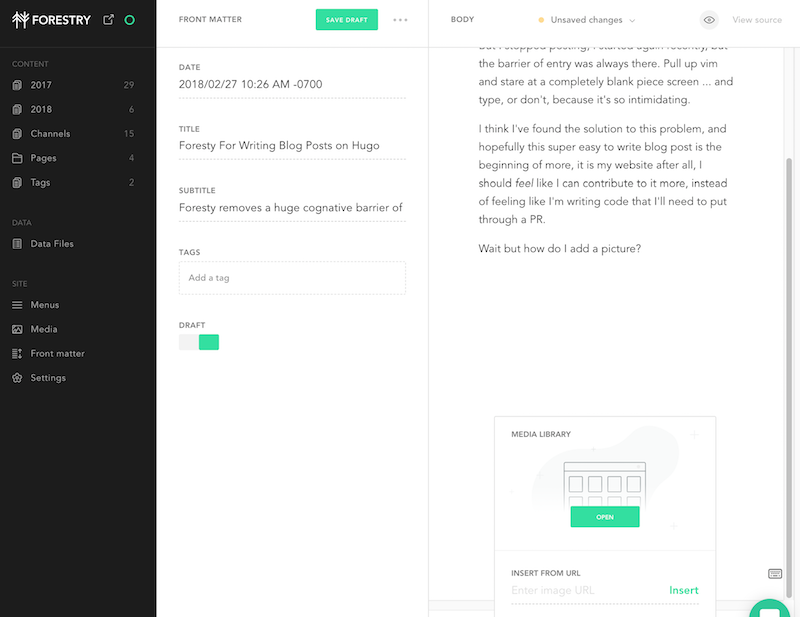 FORESTRY
CONTENT
2017 29
2018 6
Channels 15
Pages 4
Tags 2
DATA
Data Files
SITE
Menus
Media
Front matter
Settings
FRONT MATTER
SAVE DRAFT
DATE
2018/02/27 10:26 AM -0700
TITLE
Foresty For Writing Blog Posts on Hugo
SUBTITLE
Foresty removes a huge cognative barrier of
TAGS
Add a tag
DRAFT
BODY
Unsaved changes
View source
But I stopped posting, I started again recently, but
the barrier of entry was always there. Pull up vim
and stare at a completely blank piece screen ... and
type, or don't, because it's so intimidating.
I think I've found the solution to this problem, and
hopefully this super easy to write blog post is the
beginning of more, it is my website after all, I
should feel like I can contribute to it more, instead
of feeling like I'm writing code that I'll need to put
through a PR.
Wait but how do I add a picture?
MEDIA LIBRARY
OPEN
INSERT FROM URL
Enter image URL
Insert